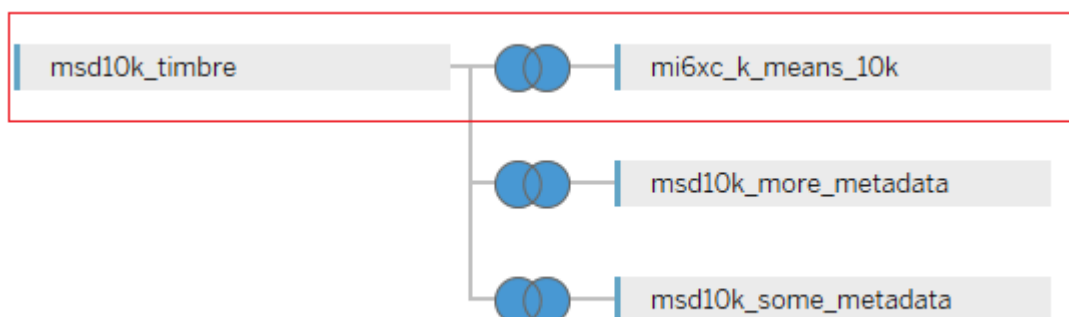 msd10k_timbre
mi6xc_k_means_10k
msd10k_more_metadata
msd10k_some_metadata